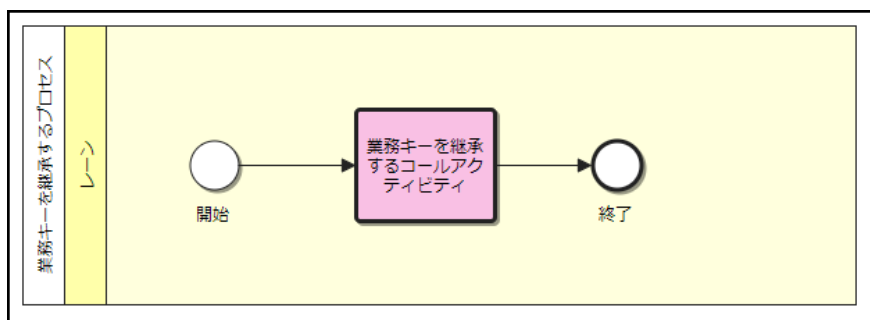 業務キーを継承するプロセス
レーン
開始
業務キーを継承
するコールアク
ティビティ
終了